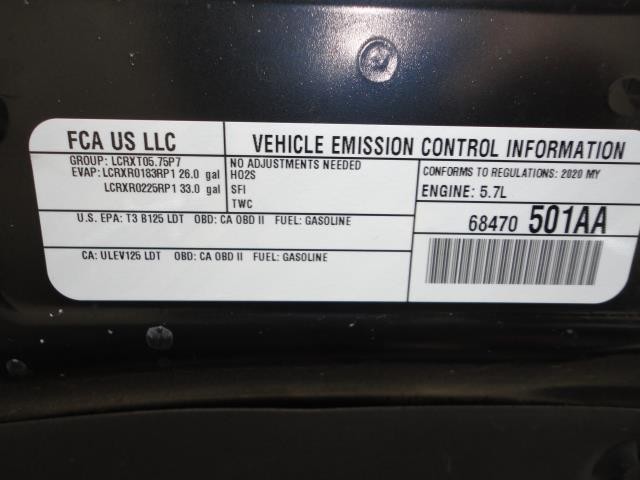 FCA US LLC
VEHICLE EMISSION CONTROL INFORMATION
GROUP: LCRXT05.75P7
EVAP: LCRXR0183RP1 26.0 gal
LCRXR0225RP1 33.0 gal
NO ADJUSTMENTS NEEDED
HO2S
SFI
TWC
CONFORMS TO REGULATIONS: 2020 MY
ENGINE: 5.7L
U.S. EPA: T3 B125 LDT OBD: CA OBD II FUEL: GASOLINE
68470 501AA
CA: ULEV125 LDT OBD: CA OBD II FUEL: GASOLINE